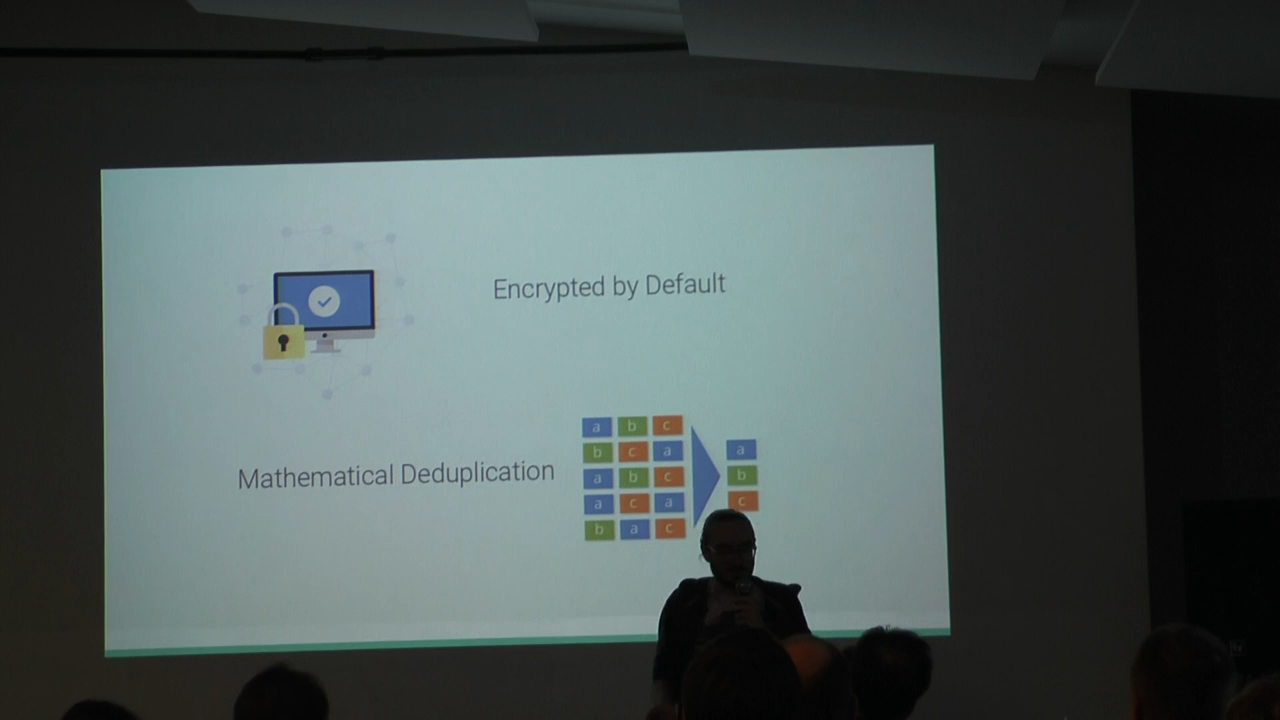 Encrypted by Default
Mathematical Deduplication
a b c
b c a a
a b c b
a c a c
b a c